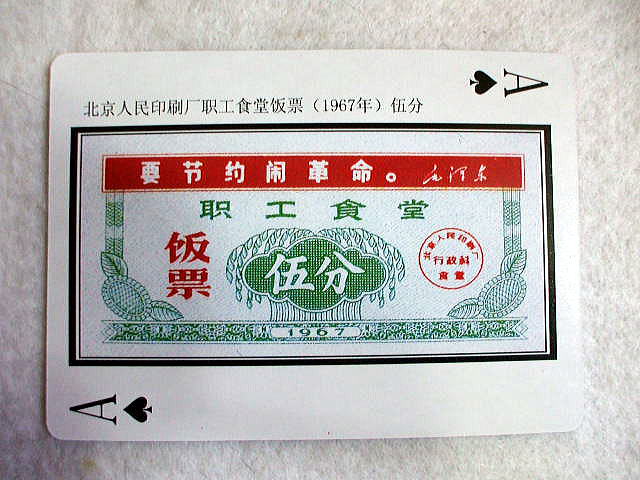 A
北京人民印刷厂职工食堂饭票（1967年）伍分
要节约闹革命。毛泽东
职工食堂
饭票
伍分
北京人民印刷厂
行政科
食堂
1967
A